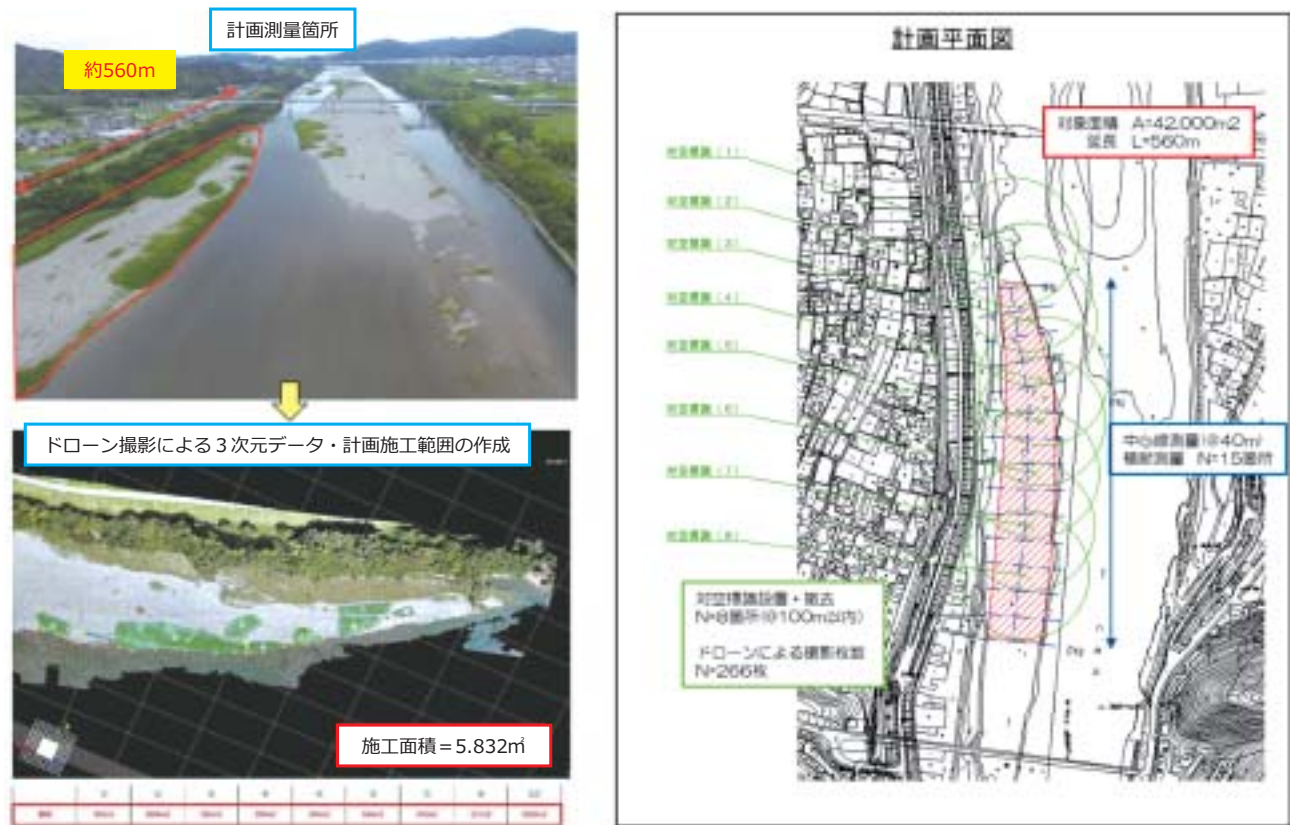 計画測量箇所
約560m
ドローン撮影による3次元データ・計画施工範囲の作成
施工面積=5.832㎡
計画平面図
対象面積 A=42,000m2
延長 L=560m
対空標識(1)
対空標識(2)
対空標識(3)
対空標識(4)
対空標識(5)
対空標識(6)
対空標識(7)
対空標識(8)
中心線測量(@40m)
横断測量 N=15箇所
対空標識設置・撤去
N=8箇所(@100m以内)
ドローンによる撮影枚数
N=266枚